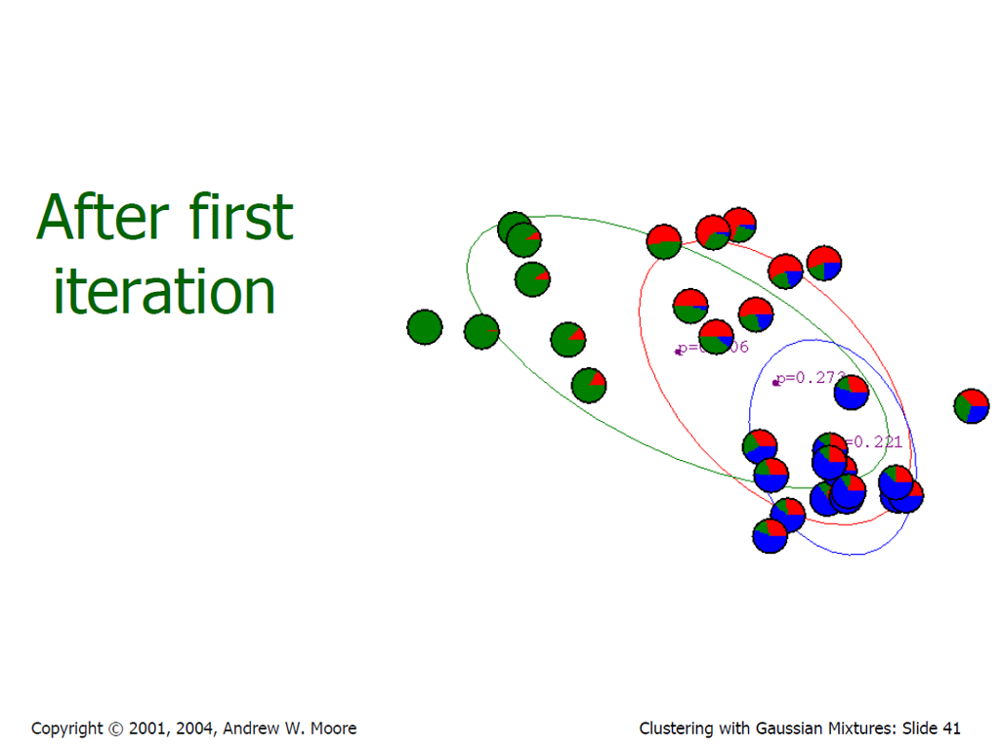 After first
iteration
p=0.273
=0.221
Copyright © 2001, 2004, Andrew W. Moore
Clustering with Gaussian Mixtures: Slide 41